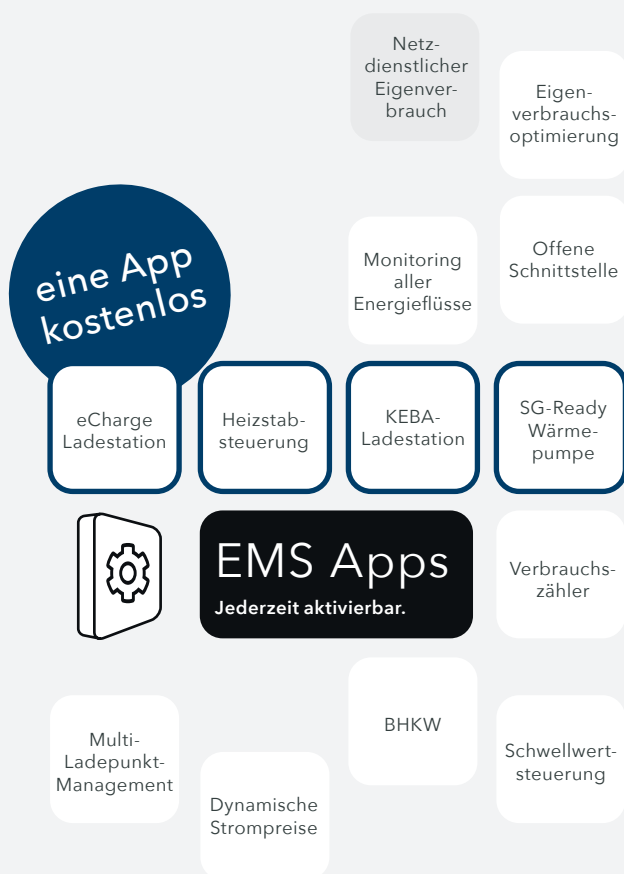 Netz-
dienstlicher
Eigenver-
brauch
Eigen-
verbrauchs-
optimierung
eine App
kostenlos
Monitoring
aller
Energieflüsse
Offene
Schnittstelle
eCharge
Ladestation
Heizstab-
steuerung
KEBA-
Ladestation
SG-Ready
Wärme-
pumpe
EMS Apps
Jederzeit aktivierbar.
Verbrauchs-
zähler
Multi-
Ladepunkt-
Management
Dynamische
Strompreise
BHKW
Schwellwert-
steuerung